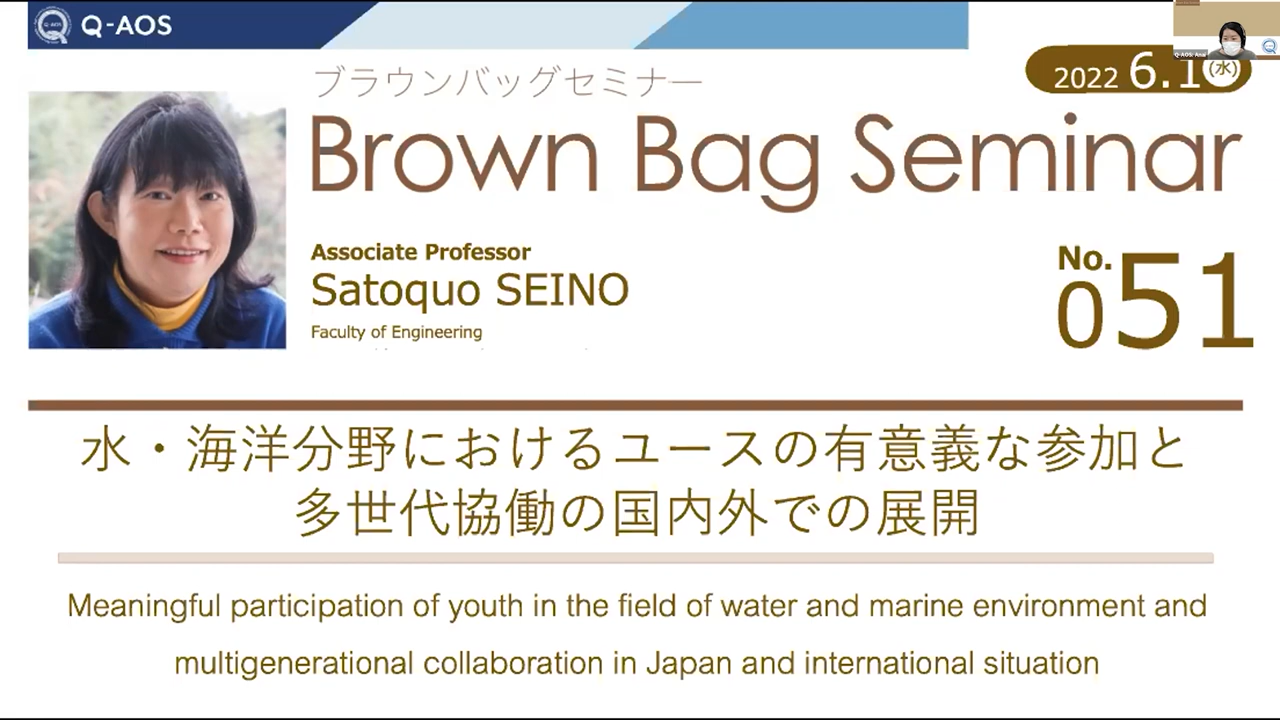 Q-AOS
ブラウンバッグセミナー
2022 6.1(水)
Brown Bag Seminar
Associate Professor
Satoquo SEINO
Faculty of Engineering
No.
051
水・海洋分野におけるユースの有意義な参加と
多世代協働の国内外での展開
Meaningful participation of youth in the field of water and marine environment and
multigenerational collaboration in Japan and international situation